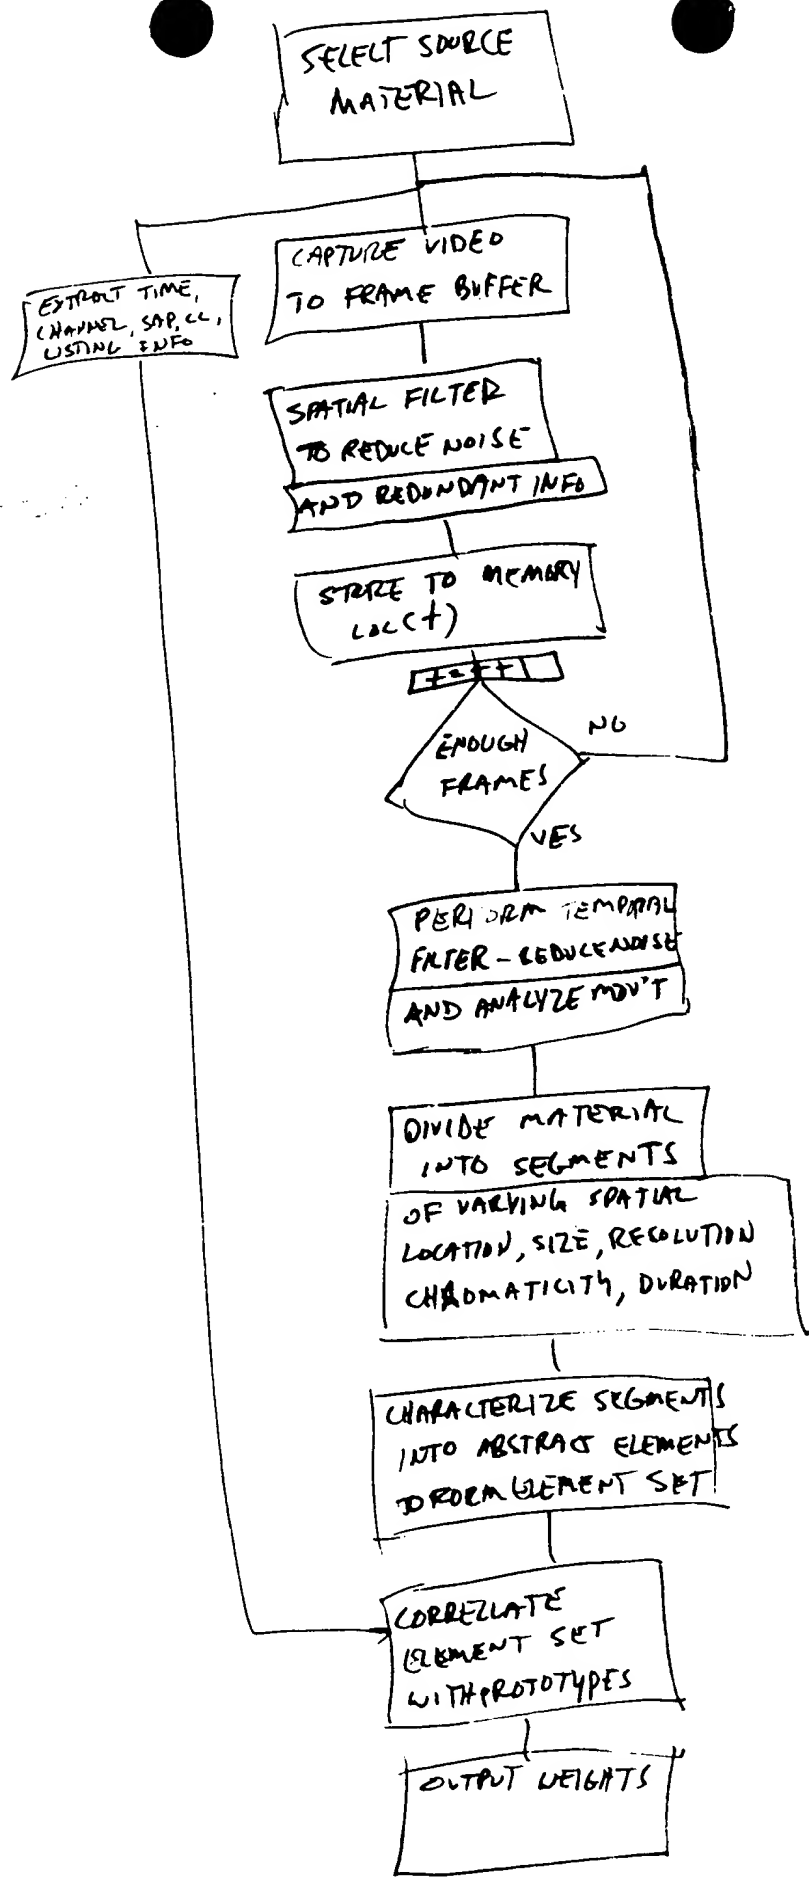 SELECT SOURCE
MATERIAL
CAPTURE VIDEO
TO FRAME BUFFER
EXTRACT TIME,
CHANNEL, SAP, CC,
LISTING INFO
SPATIAL FILTER
TO REDUCE NOISE
AND REDUNDANT INFO
STORE TO MEMORY
LOC(t)
t=t+1
ENOUGH
FRAMES
NO
YES
PERFORM TEMPORAL
FILTER - REDUCE NOISE
AND ANALYZE MOV'T
DIVIDE MATERIAL
INTO SEGMENTS
OF VARYING SPATIAL
LOCATION, SIZE, RESOLUTION
CHROMATICITY, DURATION
CHARACTERIZE SEGMENTS
INTO ABSTRACT ELEMENTS
TO FORM ELEMENT SET
CORRELLATE
ELEMENT SET
WITH PROTOTYPES
OUTPUT WEIGHTS